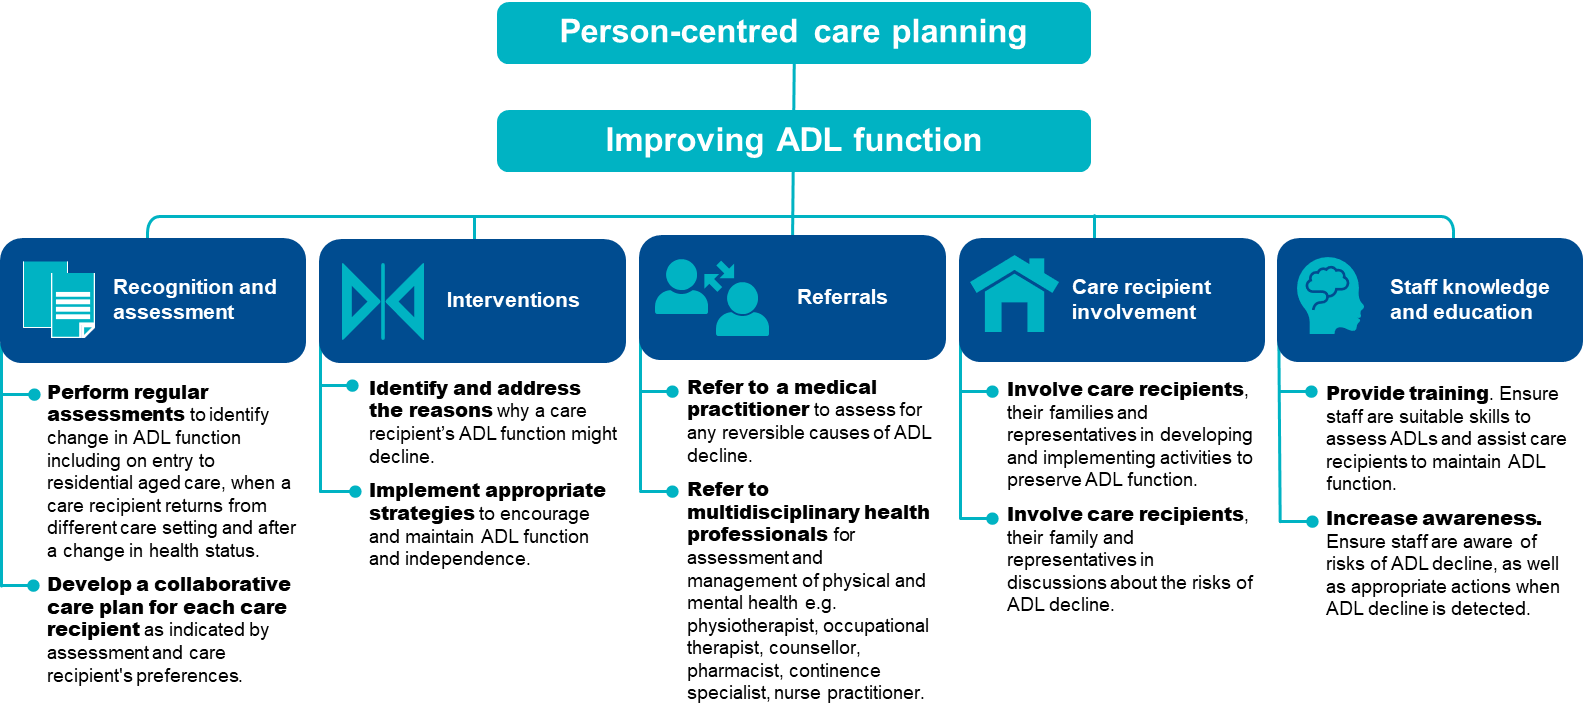 Person-centred care planning
Improving ADL function
Recognition and
assessment
Perform regular
assessments to identify
change in ADL function
including on entry to
residential aged care, when a
care recipient returns from
different care setting and after
a change in health status.
Develop a collaborative
care plan for each care
recipient as indicated by
assessment and care
recipient's preferences.
Interventions
Identify and address
the reasons why a care
recipient’s ADL function might
decline.
Implement appropriate
strategies to encourage
and maintain ADL function
and independence.
Referrals
Refer to a medical
practitioner to assess for
any reversible causes of ADL
decline.
Refer to
multidisciplinary health
professionals for
assessment and
management of physical and
mental health e.g.
physiotherapist, occupational
therapist, counsellor,
pharmacist, continence
specialist, nurse practitioner.
Care recipient
involvement
Involve care recipients,
their families and
representatives in developing
and implementing activities to
preserve ADL function.
Involve care recipients,
their family and
representatives in
discussions about the risks of
ADL decline.
Staff knowledge
and education
Provide training. Ensure
staff are suitable skills to
assess ADLs and assist care
recipients to maintain ADL
function.
Increase awareness.
Ensure staff are aware of
risks of ADL decline, as well
as appropriate actions when
ADL decline is detected.